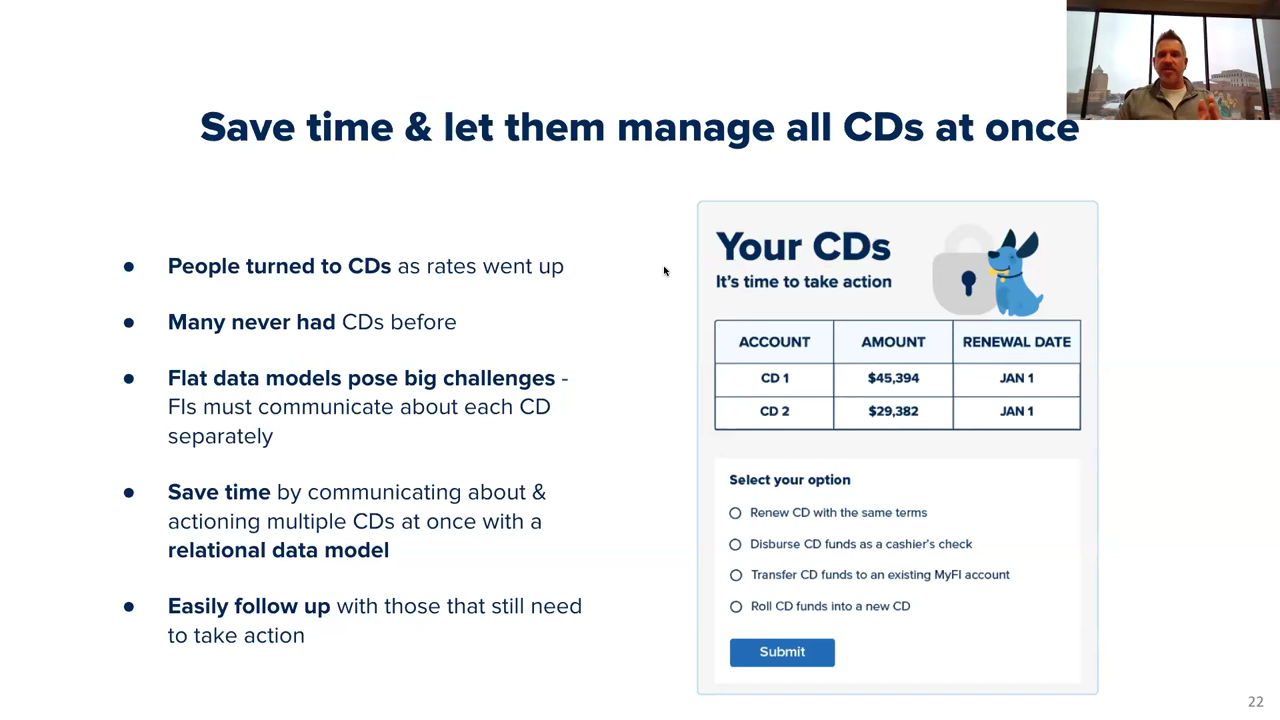 Save time & let them manage all CDs at once
● People turned to CDs as rates went up
● Many never had CDs before
● Flat data models pose big challenges -
FIs must communicate about each CD
separately
● Save time by communicating about &
actioning multiple CDs at once with a
relational data model
● Easily follow up with those that still need
to take action
Your CDs
It's time to take action
ACCOUNT AMOUNT RENEWAL DATE
CD 1 $45,394 JAN 1
CD 2 $29,382 JAN 1
Select your option
Renew CD with the same terms
Disburse CD funds as a cashier's check
Transfer CD funds to an existing MyFI account
Roll CD funds into a new CD
Submit
22